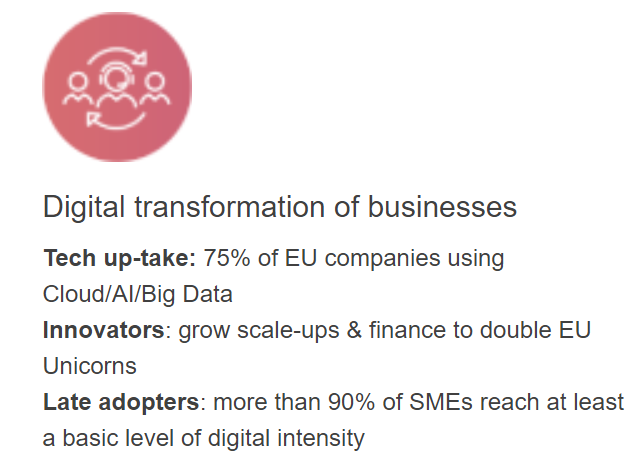 Digital transformation of businesses
Tech up-take: 75% of EU companies using
Cloud/AI/Big Data
Innovators: grow scale-ups & finance to double EU
Unicorns
Late adopters: more than 90% of SMEs reach at least
a basic level of digital intensity